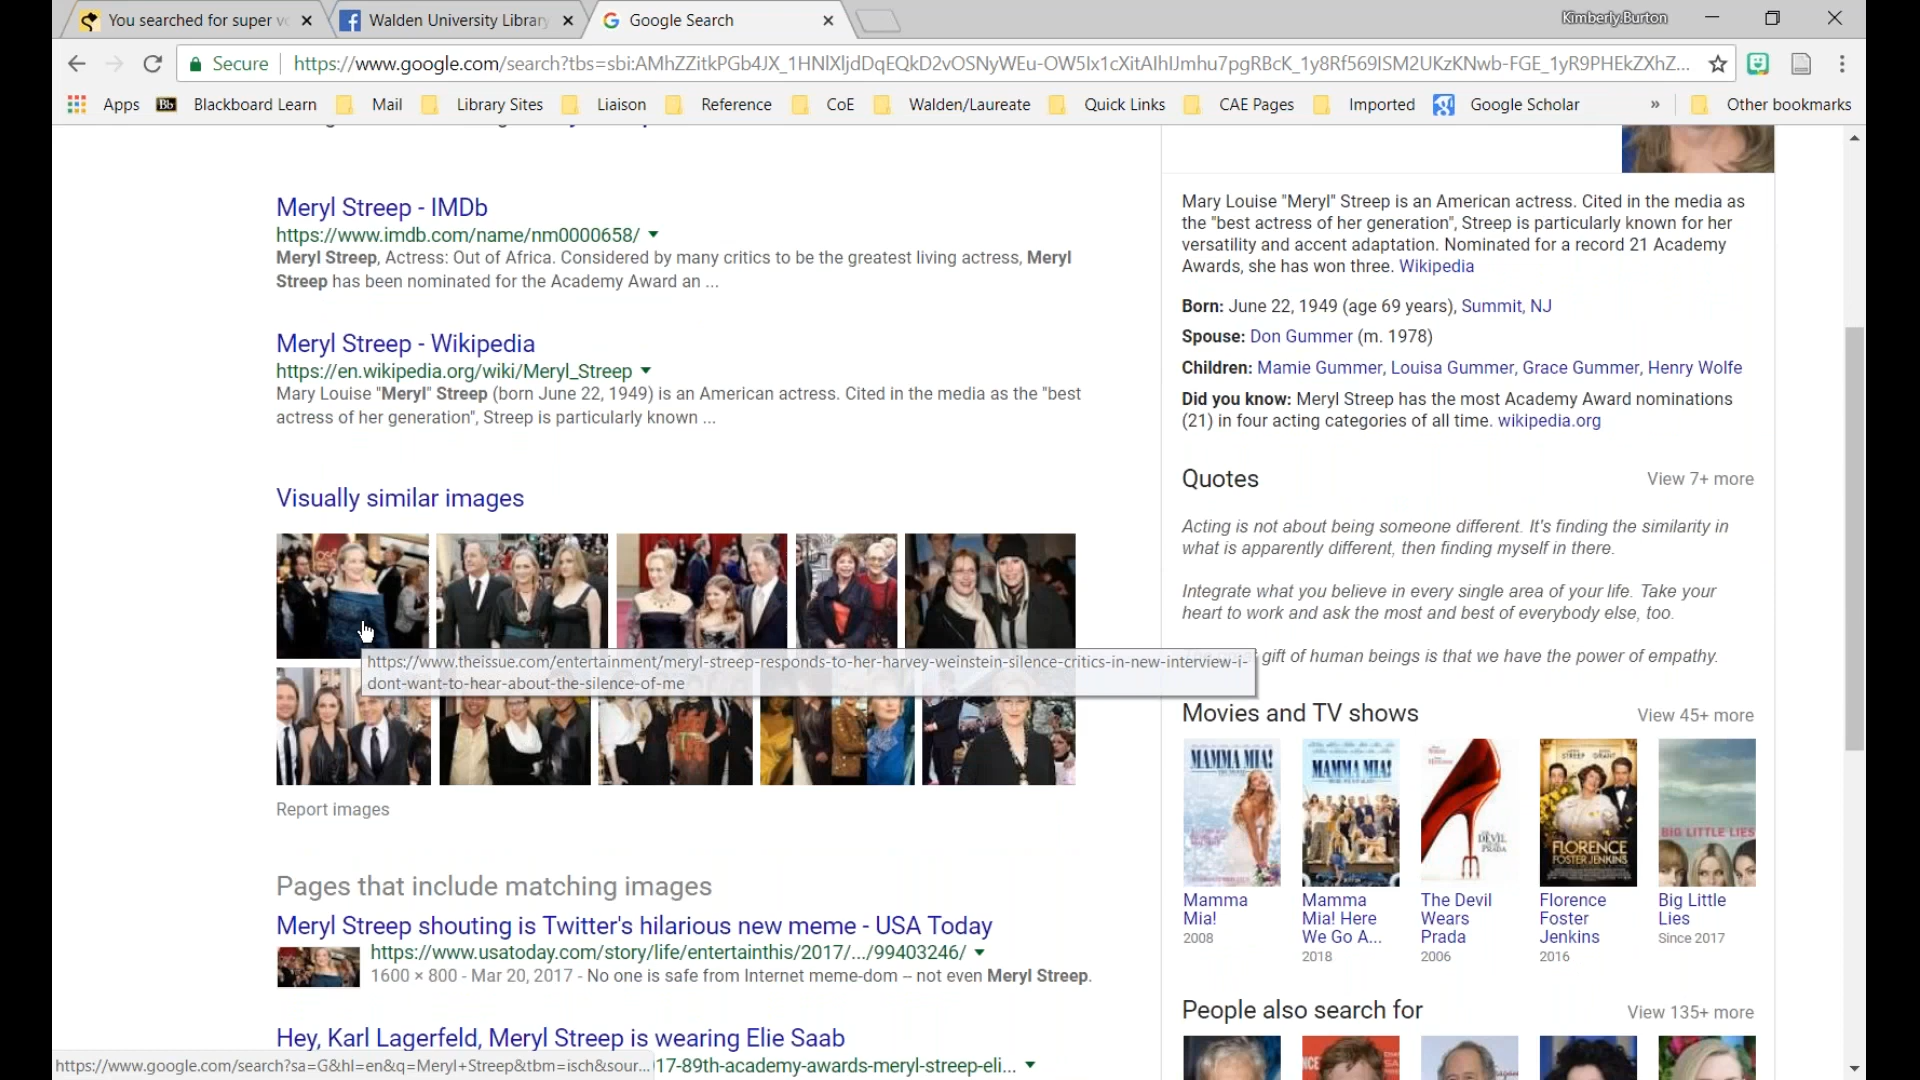 You searched for super v
Walden University Library
Google Search
Kimberly.Burton
Secure
https://www.google.com/search?tbs=sbi:AMhZZitkPGb4JX_1HNlXljdDqEQkD2vOSNyWEu-OW5Ix1cXitAIhlJmhu7pgRBcK_1y8Rf569ISM2UKzKNwb-FGE_1yR9PHEkZXhZ...
Apps
Bb Blackboard Learn
Mail
Library Sites
Liaison
Reference
CoE
Walden/Laureate
Quick Links
CAE Pages
Imported
Google Scholar
»
Other bookmarks
Meryl Streep - IMDb
https://www.imdb.com/name/nm0000658/
Meryl Streep, Actress: Out of Africa. Considered by many critics to be the greatest living actress, Meryl
Streep has been nominated for the Academy Award an ...
Meryl Streep - Wikipedia
https://en.wikipedia.org/wiki/Meryl_Streep
Mary Louise "Meryl" Streep (born June 22, 1949) is an American actress. Cited in the media as the "best
actress of her generation", Streep is particularly known ...
Visually similar images
https://www.theissue.com/entertainment/meryl-streep-responds-to-her-harvey-weinstein-silence-critics-in-new-interview-i-
dont-want-to-hear-about-the-silence-of-me
Report images
Pages that include matching images
Meryl Streep shouting is Twitter's hilarious new meme - USA Today
https://www.usatoday.com/story/life/entertainthis/2017/.../99403246/
1600 × 800 - Mar 20, 2017 - No one is safe from Internet meme-dom – not even Meryl Streep.
Hey, Karl Lagerfeld, Meryl Streep is wearing Elie Saab
17-89th-academy-awards-meryl-streep-eli...
https://www.google.com/search?sa=G&hl=en&q=Meryl+Streep&tbm=isch&sour...
Mary Louise "Meryl" Streep is an American actress. Cited in the media as
the "best actress of her generation", Streep is particularly known for her
versatility and accent adaptation. Nominated for a record 21 Academy
Awards, she has won three. Wikipedia
Born: June 22, 1949 (age 69 years), Summit, NJ
Spouse: Don Gummer (m. 1978)
Children: Mamie Gummer, Louisa Gummer, Grace Gummer, Henry Wolfe
Did you know: Meryl Streep has the most Academy Award nominations
(21) in four acting categories of all time. wikipedia.org
Quotes
View 7+ more
Acting is not about being someone different. It's finding the similarity in
what is apparently different, then finding myself in there.
Integrate what you believe in every single area of your life. Take your
heart to work and ask the most and best of everybody else, too.
gift of human beings is that we have the power of empathy.
Movies and TV shows
View 45+ more
MAMMA MIA!
MAMMA MIA!
DEVIL
PRADA
STREEP GRANT
FLORENCE
FOSTER JENKINS
BIG LITTLE LIES
Mamma
Mia!
2008
Mamma
Mia! Here
We Go A...
2018
The Devil
Wears
Prada
2006
Florence
Foster
Jenkins
2016
Big Little
Lies
Since 2017
People also search for
View 135+ more